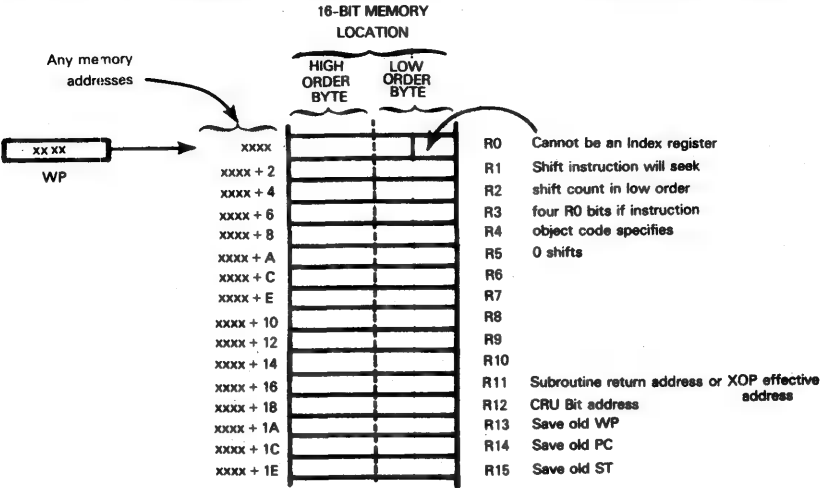 16-BIT MEMORY
LOCATION
Any memory
addresses
HIGH
ORDER
BYTE
LOW
ORDER
BYTE
xx xx
WP
xxxx R0 Cannot be an Index register
xxxx + 2 R1 Shift instruction will seek
xxxx + 4 R2 shift count in low order
xxxx + 6 R3 four R0 bits if instruction
xxxx + 8 R4 object code specifies
xxxx + A R5 0 shifts
xxxx + C R6
xxxx + E R7
xxxx + 10 R8
xxxx + 12 R9
xxxx + 14 R10
xxxx + 16 R11 Subroutine return address or XOP effective
address
xxxx + 18 R12 CRU Bit address
xxxx + 1A R13 Save old WP
xxxx + 1C R14 Save old PC
xxxx + 1E R15 Save old ST